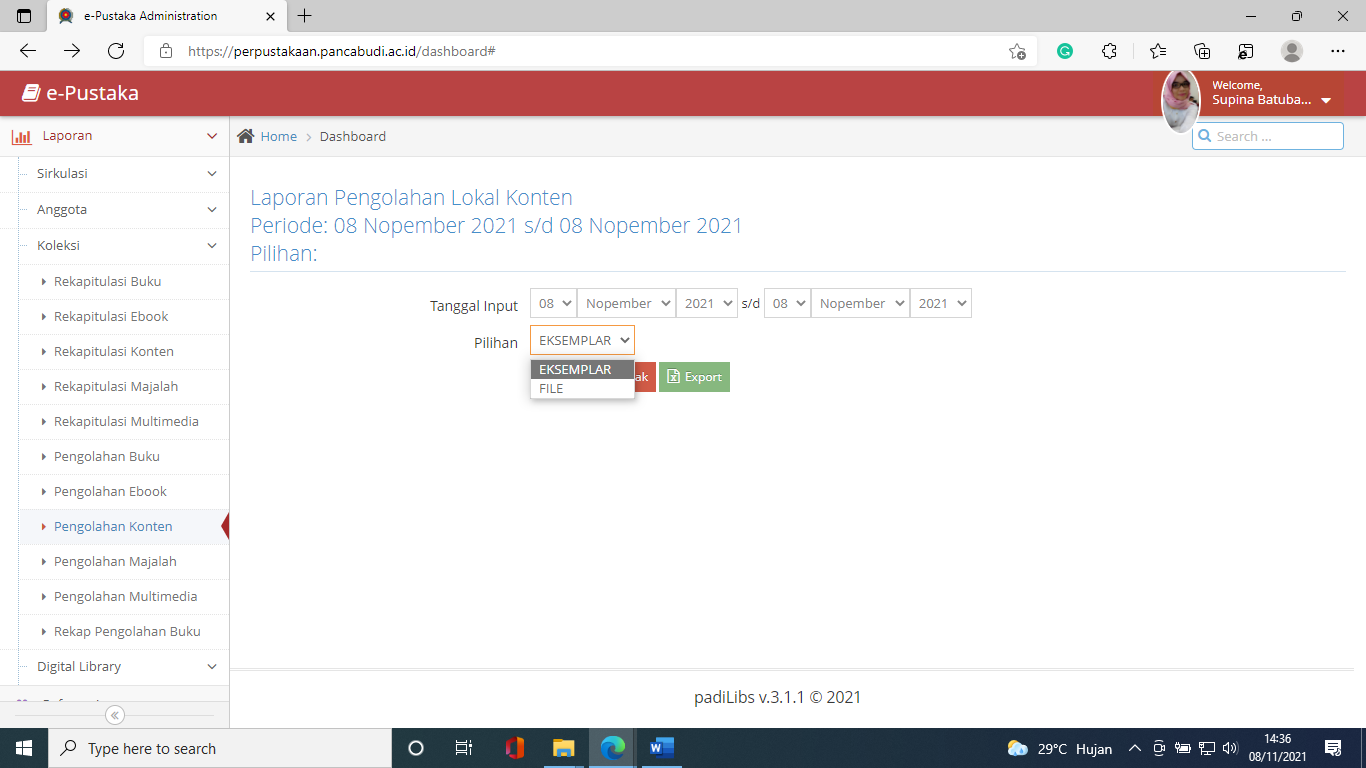 e-Pustaka Administration
https://perpustakaan.pancabudi.ac.id/dashboard#
e-Pustaka
Welcome,
Supina Batuba...
Laporan
Home
Dashboard
Search ...
Sirkulasi
Anggota
Koleksi
Rekapitulasi Buku
Rekapitulasi Ebook
Rekapitulasi Konten
Rekapitulasi Majalah
Rekapitulasi Multimedia
Pengolahan Buku
Pengolahan Ebook
Pengolahan Konten
Pengolahan Majalah
Pengolahan Multimedia
Rekap Pengolahan Buku
Digital Library
Laporan Pengolahan Lokal Konten
Periode: 08 Nopember 2021 s/d 08 Nopember 2021
Pilihan:
Tanggal Input 08 Nopember 2021 s/d 08 Nopember 2021
Pilihan EKSEMPLAR
EKSEMPLAR
FILE
ak
Export
padiLibs v.3.1.1 © 2021
Type here to search
29°C Hujan
14:36
08/11/2021